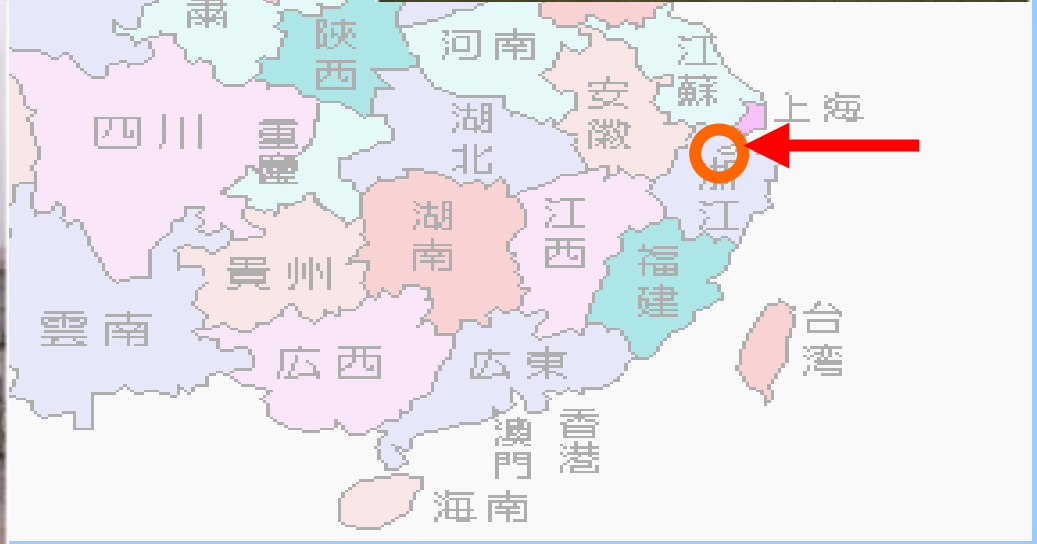 粛
陝西
河南
江蘇
安徽
上海
四川
重慶
湖北
浙江
湖南
江西
福建
貴州
雲南
広西
広東
台湾
澳門
香港
海南